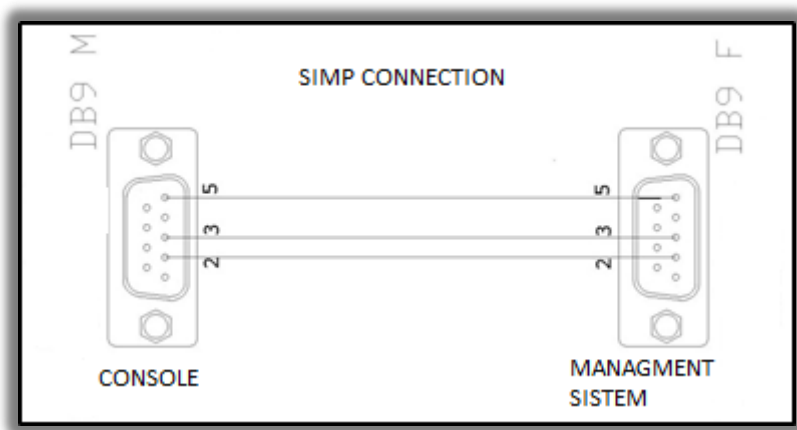 DB9 M
SIMP CONNECTION
DB9 F
5
5
3
3
2
2
CONSOLE
MANAGMENT
SISTEM